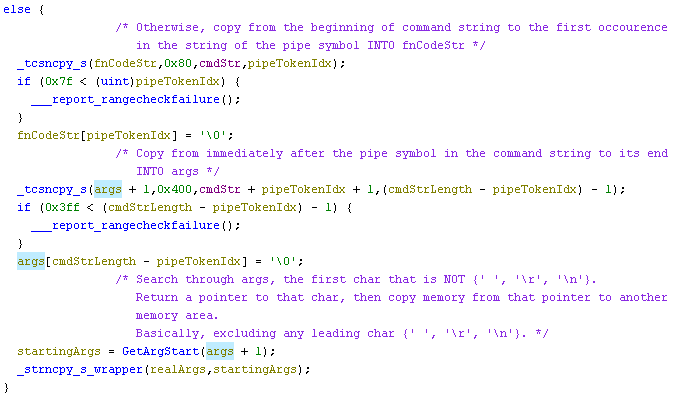 else {
/* Otherwise, copy from the beginning of command string to the first occourence
in the string of the pipe symbol INTO fnCodeStr */
_tcsncpy_s(fnCodeStr,0x80,cmdStr,pipeTokenIdx);
if (0x7f < (uint)pipeTokenIdx) {
___report_rangecheckfailure();
}
fnCodeStr[pipeTokenIdx] = '\0';
/* Copy from immediately after the pipe symbol in the command string to its end
INTO args */
_tcsncpy_s(args + 1,0x400,cmdStr + pipeTokenIdx + 1,(cmdStrLength - pipeTokenIdx) - 1);
if (0x3ff < (cmdStrLength - pipeTokenIdx) - 1) {
___report_rangecheckfailure();
}
args[cmdStrLength - pipeTokenIdx] = '\0';
/* Search through args, the first char that is NOT {' ', '\r', '\n'}.
Return a pointer to that char, then copy memory from that pointer to another
memory area.
Basically, excluding any leading char {' ', '\r', '\n'}. */
startingArgs = GetArgStart(args + 1);
_strncpy_s_wrapper(realArgs,startingArgs);
}